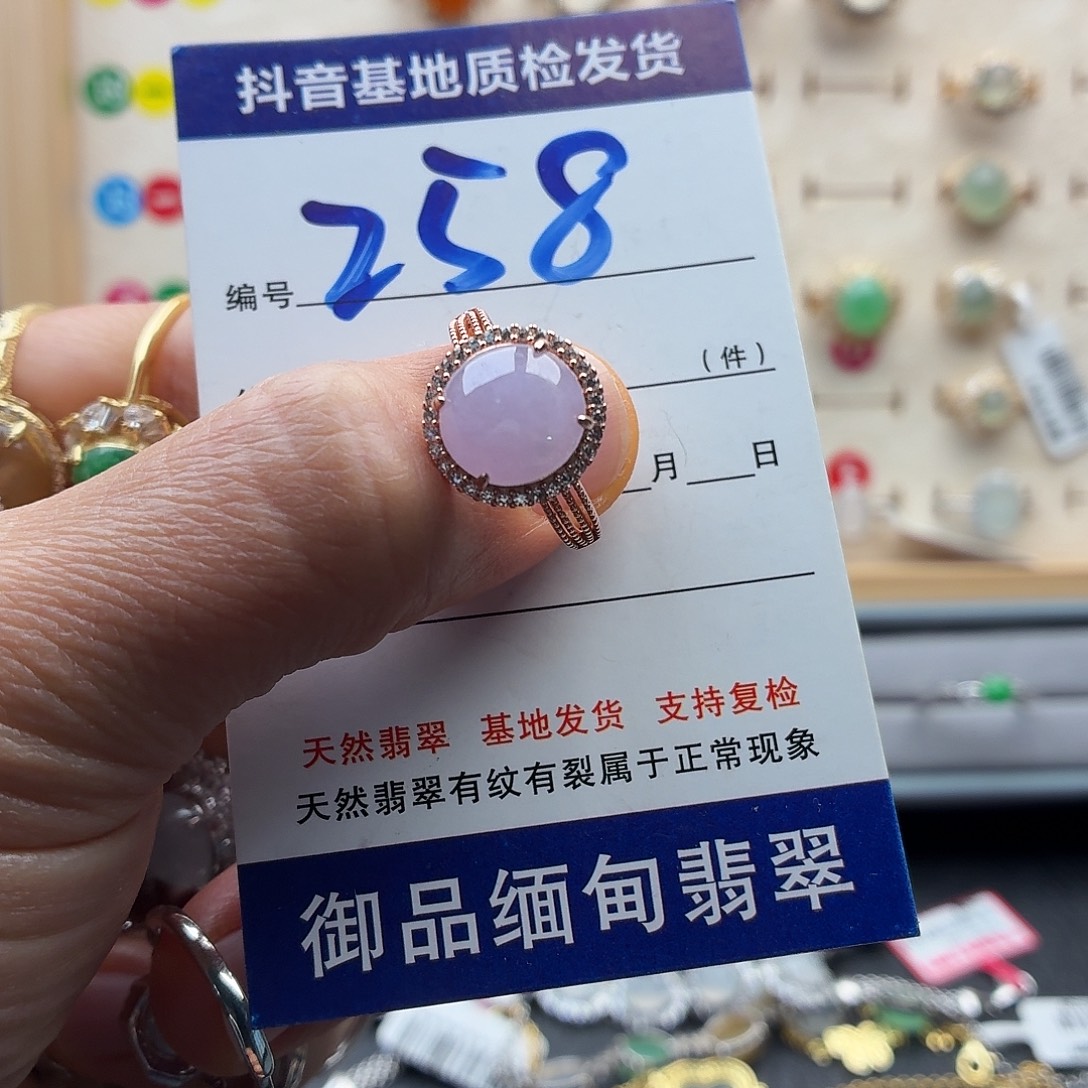 抖音基地质检发货
258
编号
(件)
月 日
天然翡翠 基地发货 支持复检
天然翡翠有纹有裂属于正常现象
御品缅甸翡翠